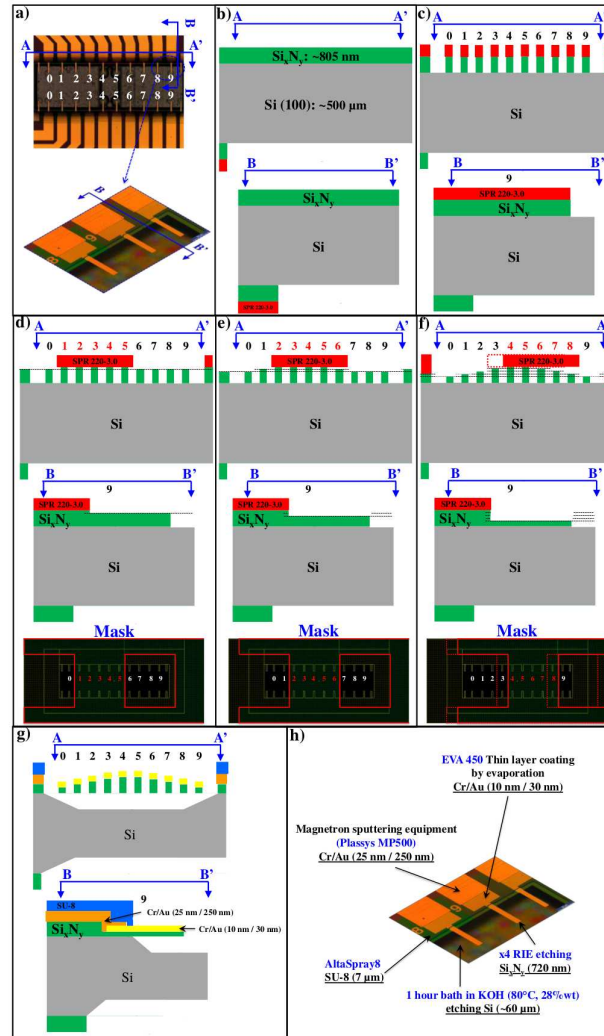 a)
B
A
A'
0 1 2 3 4 5 6 7 8 9
0 1 2 3 4 5 6 7 8 9
B'
B
8 9
B'
b)
A A'
SixNy: ~805 nm
Si (100): ~500 µm
B B'
SixNy
Si
SPR 220-3.0
c)
A A'
0 1 2 3 4 5 6 7 8 9
Si
B B'
9
SPR 220-3.0
SixNy
Si
d)
A A'
0 1 2 3 4 5 6 7 8 9
SPR 220-3.0
Si
B B'
9
SPR 220-3.0
SixNy
Si
Mask
0 1 2 3 4 5 6 7 8 9
e)
A A'
0 1 2 3 4 5 6 7 8 9
SPR 220-3.0
Si
B B'
9
SPR 220-3.0
SixNy
Si
Mask
0 1 2 3 4 5 6 7 8 9
f)
A A'
0 1 2 3 4 5 6 7 8 9
SPR 220-3.0
Si
B B'
9
SPR 220-3.0
SixNy
Si
Mask
0 1 2 3 4 5 6 7 8 9
g)
A A'
0 1 2 3 4 5 6 7 8 9
Si
B B'
9
SU-8
Cr/Au (25 nm / 250 nm)
SixNy
Cr/Au (10 nm / 30 nm)
Si
h)
EVA 450 Thin layer coating
by evaporation
Cr/Au (10 nm / 30 nm)
Magnetron sputtering equipment
(Plassys MP500)
Cr/Au (25 nm / 250 nm)
8 9
AltaSpray8
SU-8 (7 µm)
x4 RIE etching
SixNy (720 nm)
1 hour bath in KOH (80°C, 28%wt)
etching Si (~60 µm)